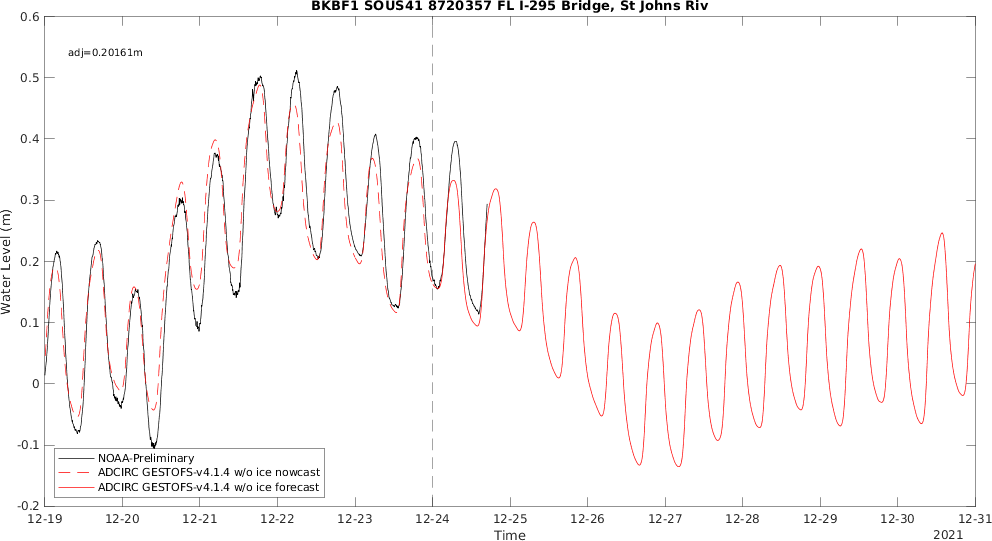 BKBF1 SOUS41 8720357 FL I-295 Bridge, St Johns Riv
adj=0.20161m
0.6
0.5
0.4
0.3
0.2
0.1
0
-0.1
-0.2
Water Level (m)
NOAA-Preliminary
ADCIRC GESTOFS-v4.1.4 w/o ice nowcast
ADCIRC GESTOFS-v4.1.4 w/o ice forecast
12-19 12-20 12-21 12-22 12-23 12-24 12-25 12-26 12-27 12-28 12-29 12-30 12-31
Time
2021